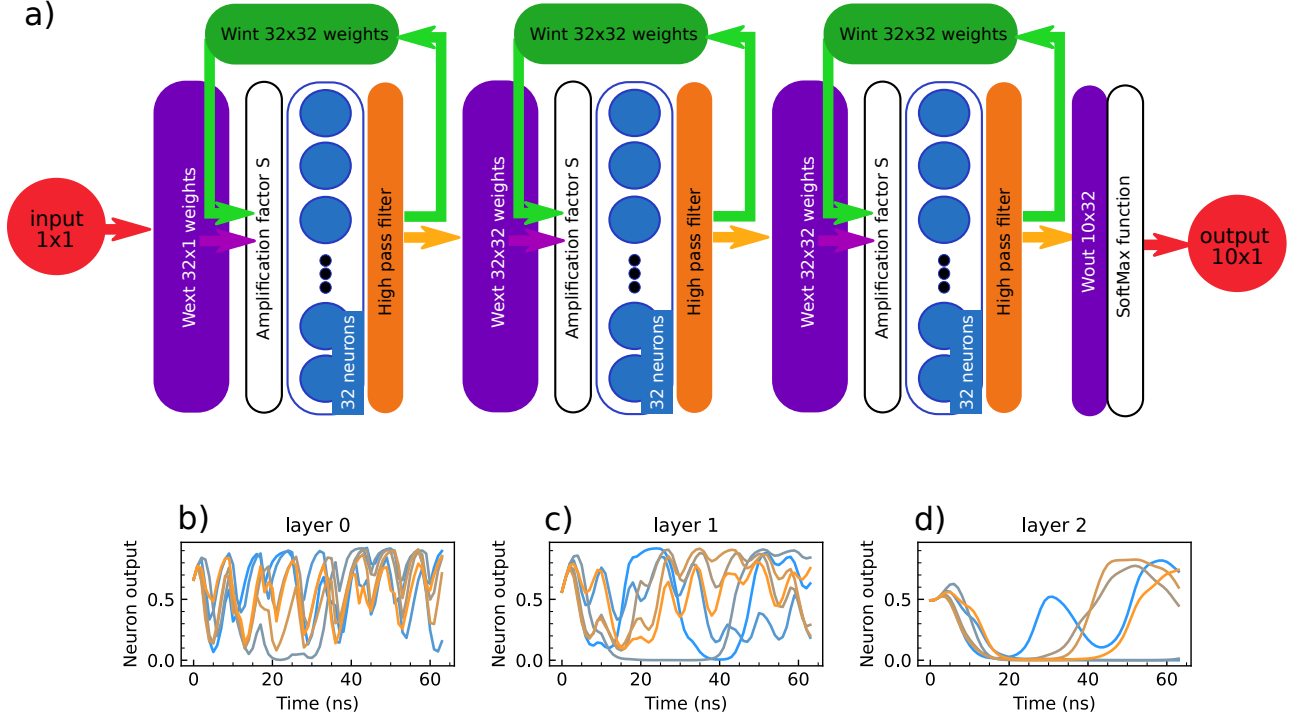 a)
Wint 32x32 weights
Wint 32x32 weights
Wint 32x32 weights
input
1x1
Wext 32x1 weights
Amplification factor S
32 neurons
High pass filter
Wext 32x32 weights
Amplification factor S
32 neurons
High pass filter
Wext 32x32 weights
Amplification factor S
32 neurons
High pass filter
Wout 10x32
SoftMax function
output
10x1
b)
layer 0
Neuron output
0.5
0.0
0 20 40 60
Time (ns)
c)
layer 1
Neuron output
0.5
0.0
0 20 40 60
Time (ns)
d)
layer 2
Neuron output
0.5
0.0
0 20 40 60
Time (ns)